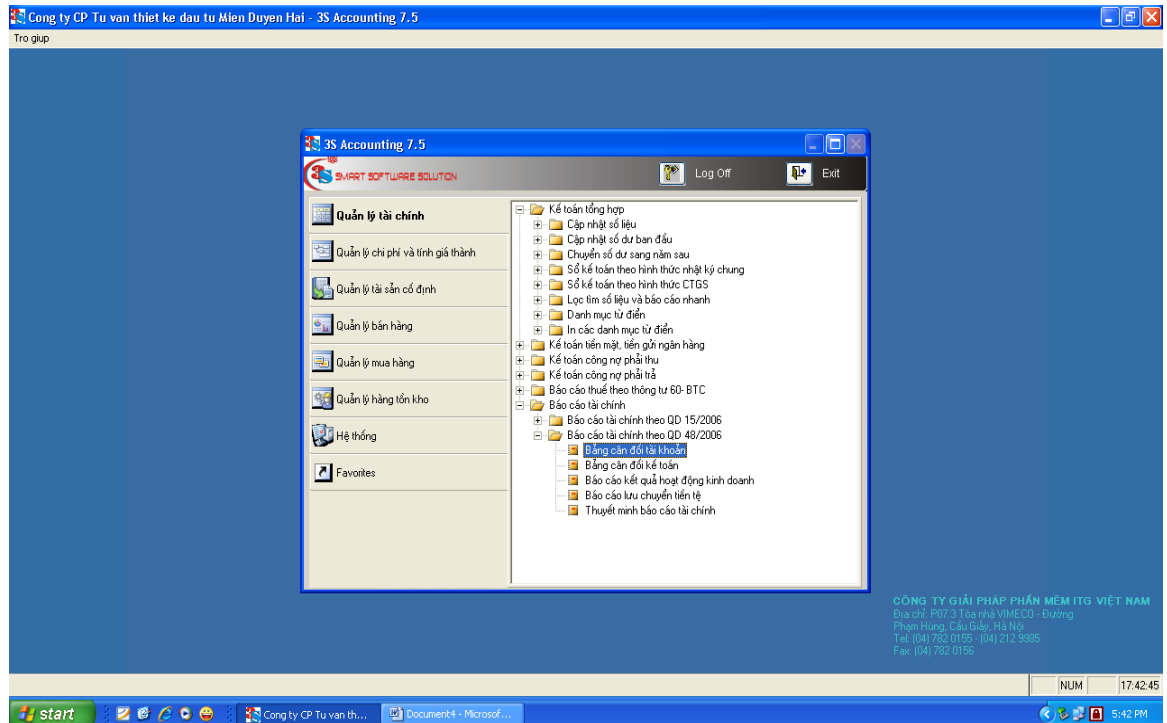 Cong ty CP Tu van thiet ke dau tu Mien Duyen Hai - 3S Accounting 7.5
Tro giup
3S Accounting 7.5
3S SMART SOFTWARE SOLUTION
Log Off
Exit
Quản lý tài chính
Quản lý chi phí và tính giá thành
Quản lý tài sản cố định
Quản lý bán hàng
Quản lý mua hàng
Quản lý hàng tồn kho
Hệ thống
Favorites
Kế toán tổng hợp
Cập nhật số liệu
Cập nhật số dư ban đầu
Chuyển số dư sang năm sau
Sổ kế toán theo hình thức nhật ký chung
Sổ kế toán theo hình thức CTGS
Lọc tìm số liệu và báo cáo nhanh
Danh mục từ điển
In các danh mục từ điển
Kế toán tiền mặt, tiền gửi ngân hàng
Kế toán công nợ phải thu
Kế toán công nợ phải trả
Báo cáo thuế theo thông tư 60- BTC
Báo cáo tài chính
Báo cáo tài chính theo QD 15/2006
Báo cáo tài chính theo QD 48/2006
Bảng cân đối tài khoản
Bảng cân đối kế toán
Báo cáo kết quả hoạt động kinh doanh
Báo cáo lưu chuyển tiền tệ
Thuyết minh báo cáo tài chính
CÔNG TY GIẢI PHÁP PHẦN MỀM ITG VIỆT NAM
Địa chỉ: P07.3 Tòa nhà VIMECO - Đường
Phạm Hùng, Cầu Giấy, Hà Nội
Tel: (04) 782 0155 - (04) 212 9985
Fax: (04) 782 0156
NUM
17:42:45
start
Cong ty CP Tu van th...
Document4 - Microsof...
5:42 PM